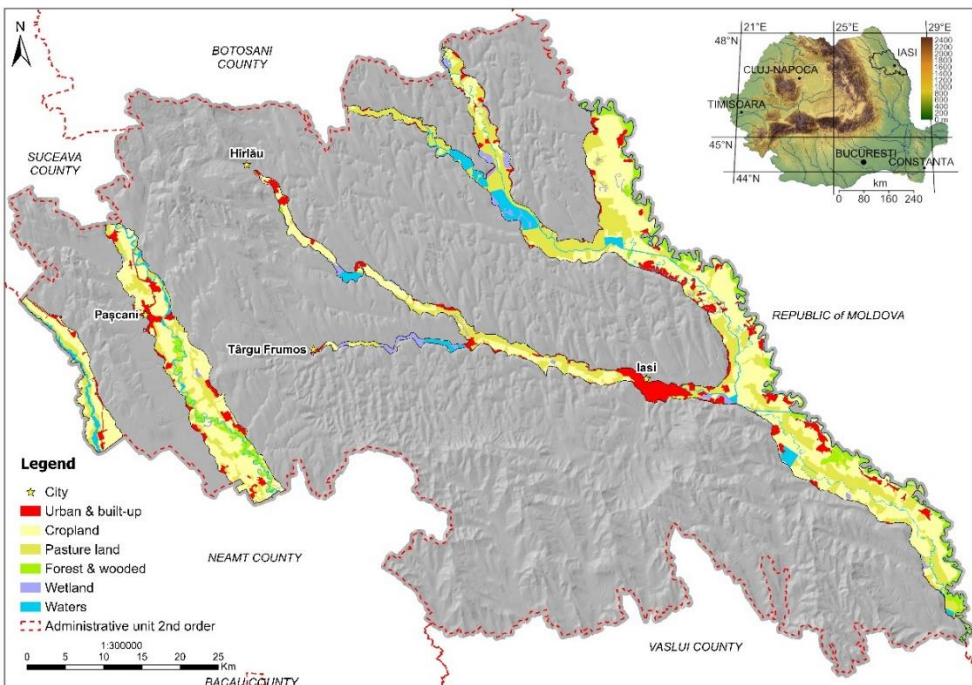 N
BOTOSANI
COUNTY
SUCEAVA
COUNTY
Hîrlău
Pașcani
Târgu Frumos
Iasi
REPUBLIC of MOLDOVA
NEAMT COUNTY
VASLUI COUNTY
BACAU COUNTY
21°E
25°E
29°E
48°N
45°N
44°N
2400
2200
2000
1800
1600
1400
1200
1000
800
600
400
200
0 m
IASI
CLUJ-NAPOCA
TIMISOARA
BUCURESTI
CONSTANTA
km
0 80 160 240
Legend
City
Urban & built-up
Cropland
Pasture land
Forest & wooded
Wetland
Waters
Administrative unit 2nd order
1:300000
0 5 10 15 20 25
Km